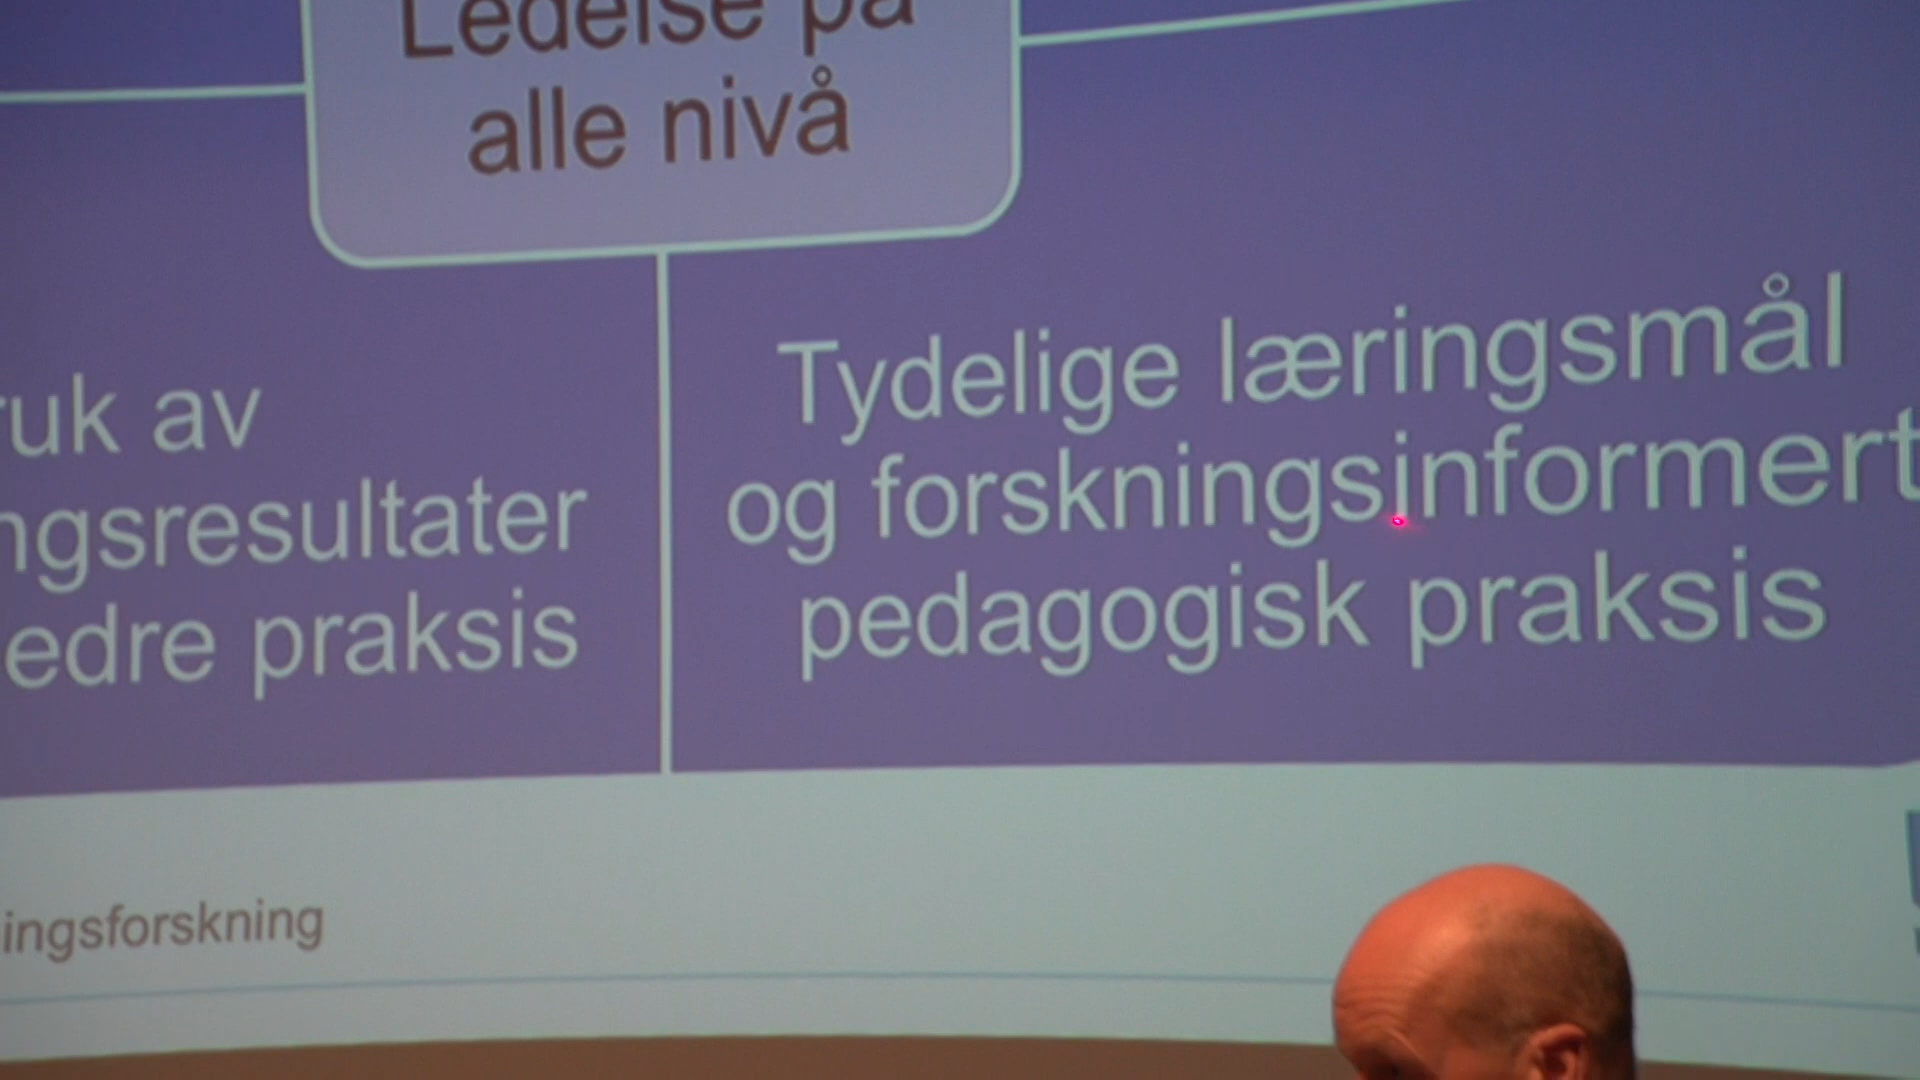 Ledelse på
alle nivå
ruk av
ngsresultater
edre praksis
Tydelige læringsmål
og forskningsinformert
pedagogisk praksis
ingsforskning